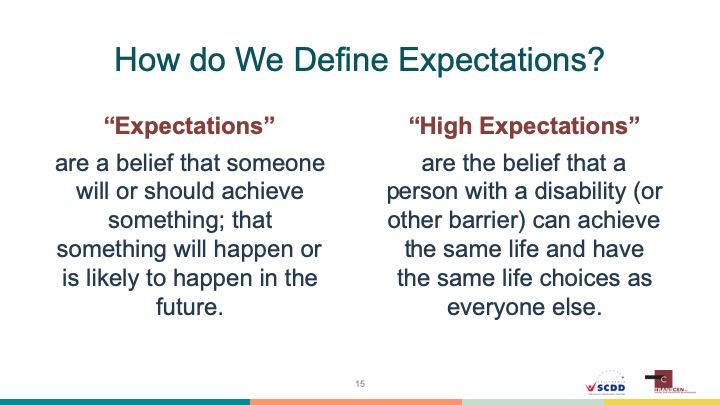 How do We Define Expectations?
“Expectations”
are a belief that someone
will or should achieve
something; that
something will happen or
is likely to happen in the
future.
“High Expectations”
are the belief that a
person with a disability (or
other barrier) can achieve
the same life and have
the same life choices as
everyone else.
15
SCDD